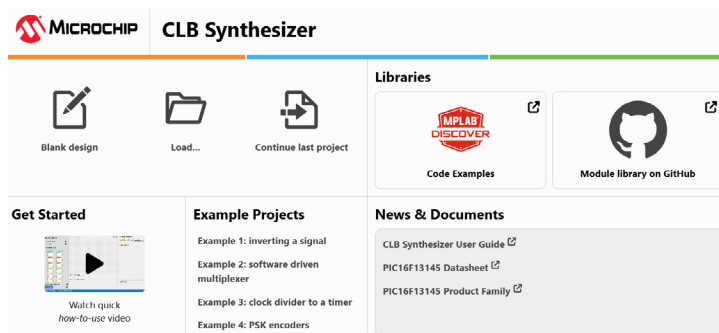 MICROCHIP
CLB Synthesizer
Blank design
Load...
Continue last project
Libraries
MPLAB
DISCOVER
Code Examples
Module library on GitHub
Get Started
Watch quick
how-to-use video
Example Projects
Example 1: inverting a signal
Example 2: software driven
multiplexer
Example 3: clock divider to a timer
Example 4: PSK encoders
News & Documents
CLB Synthesizer User Guide
PIC16F13145 Datasheet
PIC16F13145 Product Family